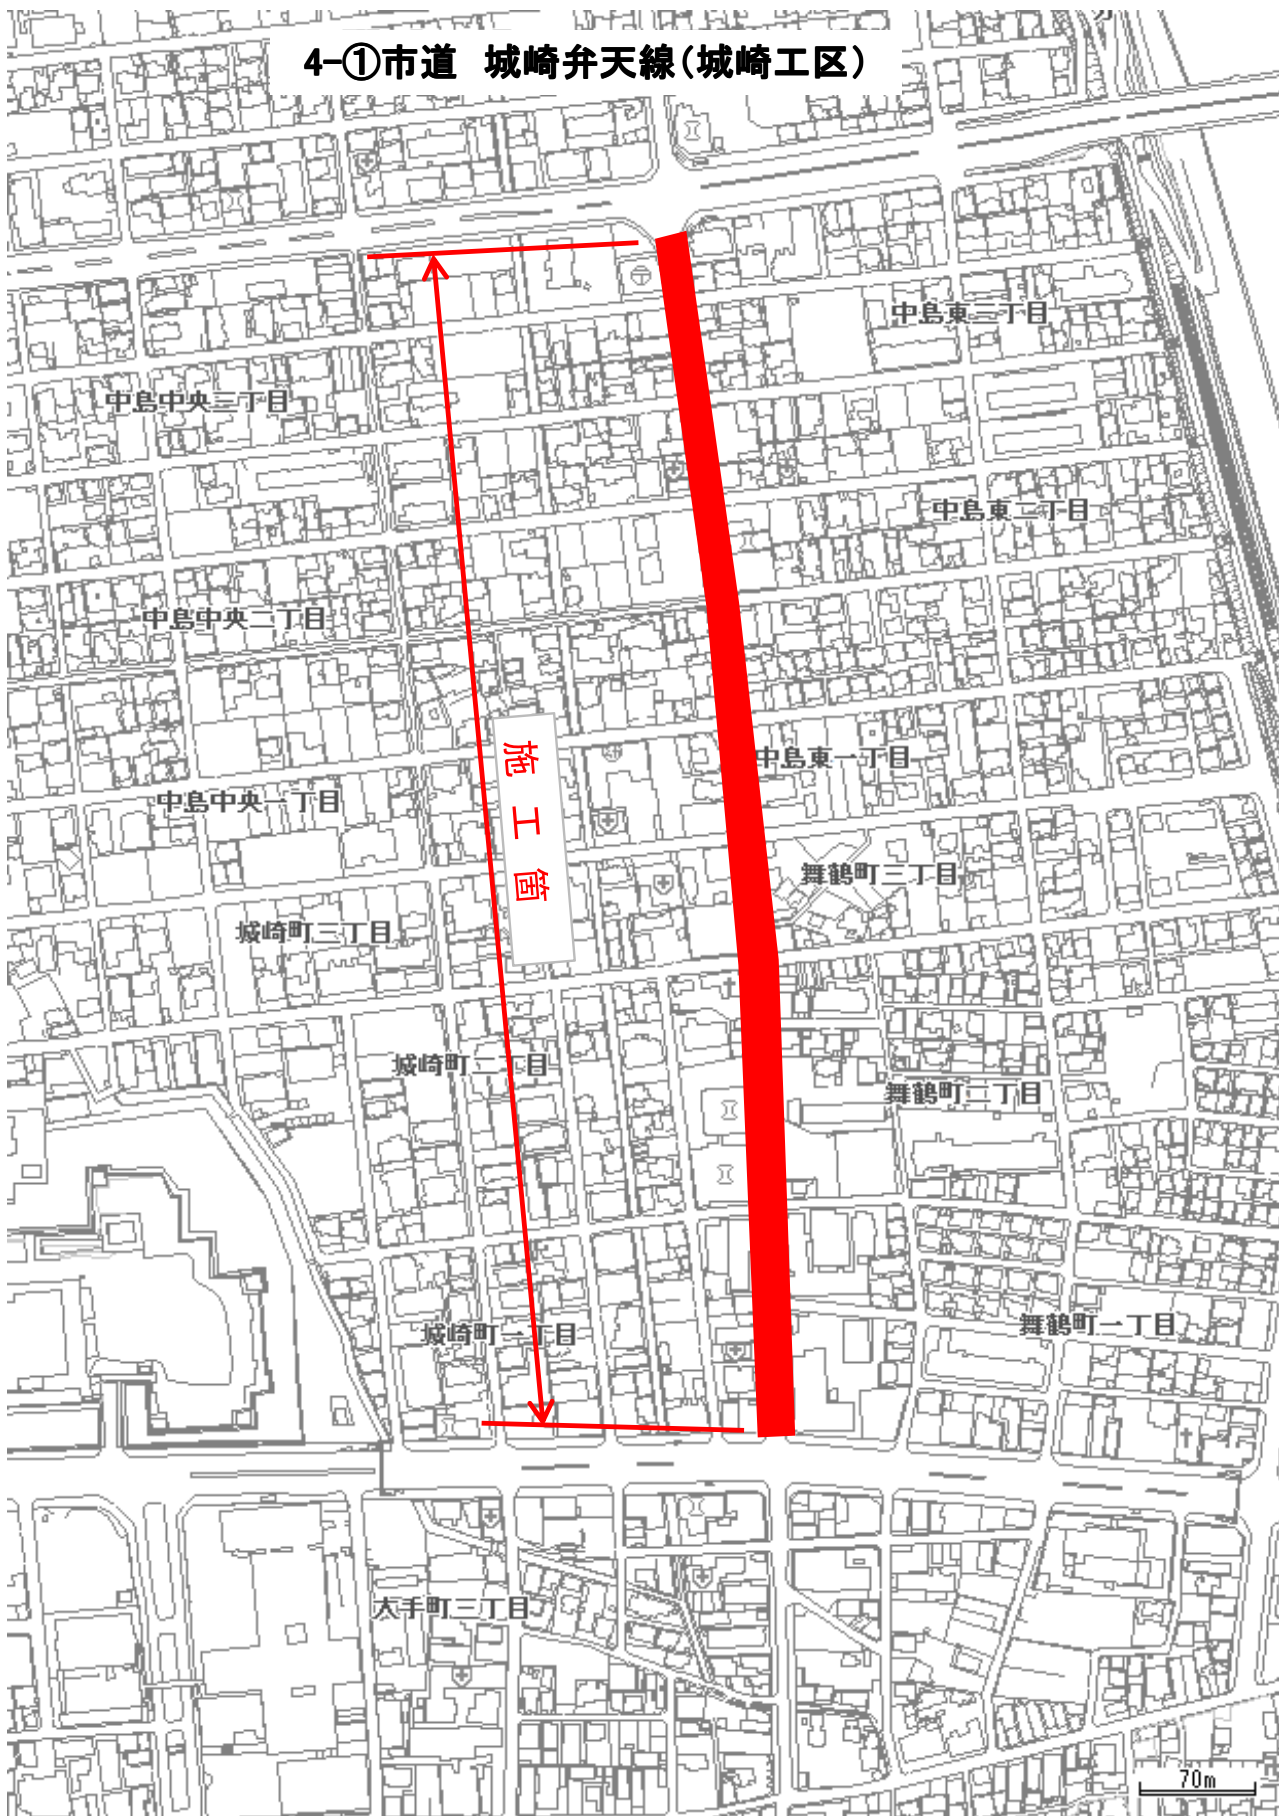 4-①市道　城崎弁天線（城崎工区）
中島東三丁目
中島中央三丁目
中島東二丁目
中島中央二丁目
施工箇
中島東一丁目
中島中央一丁目
舞鶴町三丁目
城崎町三丁目
城崎町二丁目
舞鶴町二丁目
舞鶴町一丁目
城崎町一丁目
大手町三丁目
70m